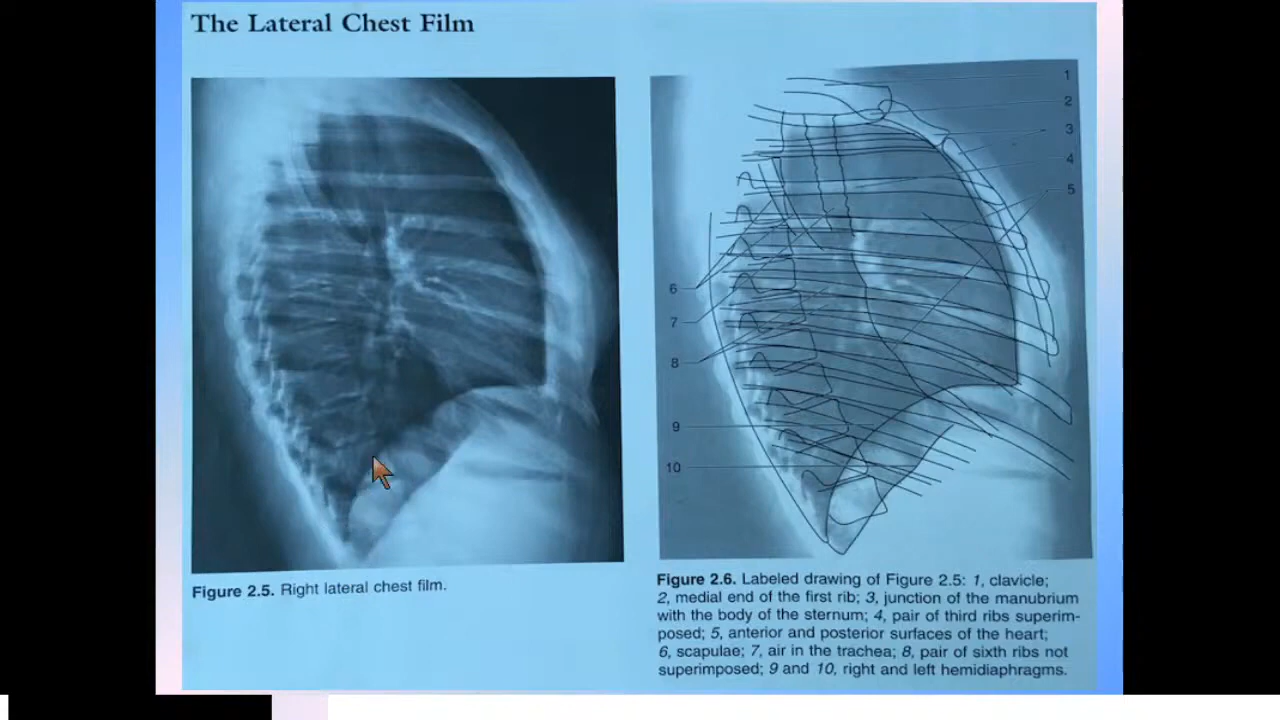 The Lateral Chest Film
1
2
3
4
5
6
7
8
9
10
Figure 2.5. Right lateral chest film.
Figure 2.6. Labeled drawing of Figure 2.5: 1, clavicle;
2, medial end of the first rib; 3, junction of the manubrium
with the body of the sternum; 4, pair of third ribs superim-
posed; 5, anterior and posterior surfaces of the heart;
6, scapulae; 7, air in the trachea; 8, pair of sixth ribs not
superimposed; 9 and 10, right and left hemidiaphragms.